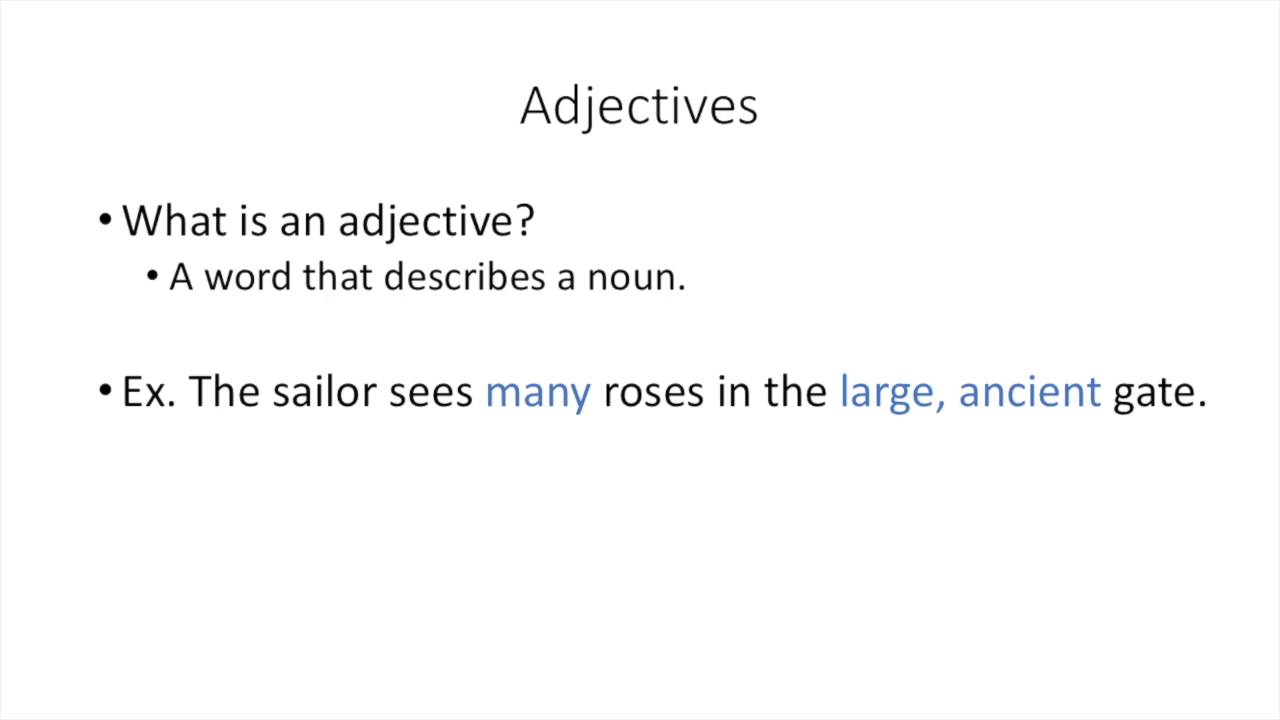 Adjectives
• What is an adjective?
• A word that describes a noun.
• Ex. The sailor sees many roses in the large, ancient gate.